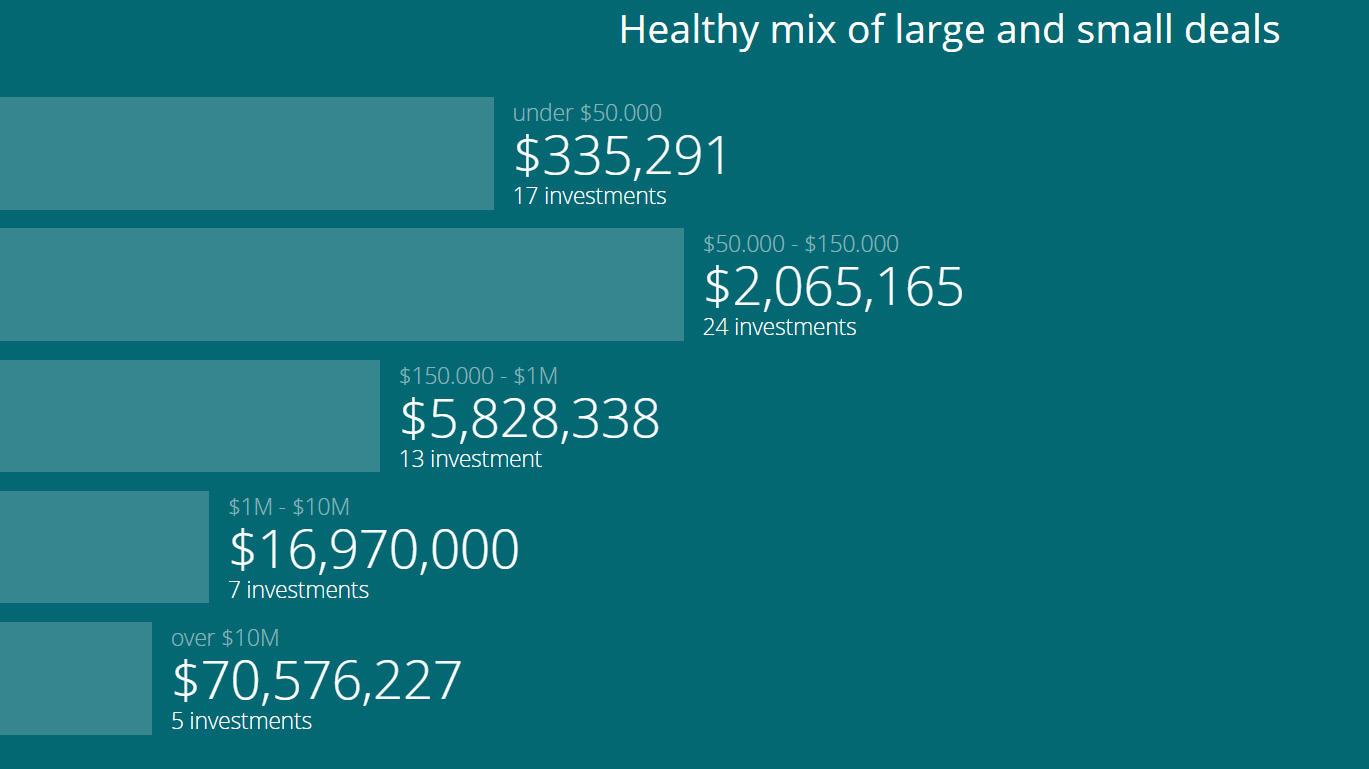 Healthy mix of large and small deals
under $50.000
$335,291
17 investments
$50.000 - $150.000
$2,065,165
24 investments
$150.000 - $1M
$5,828,338
13 investment
$1M - $10M
$16,970,000
7 investments
over $10M
$70,576,227
5 investments